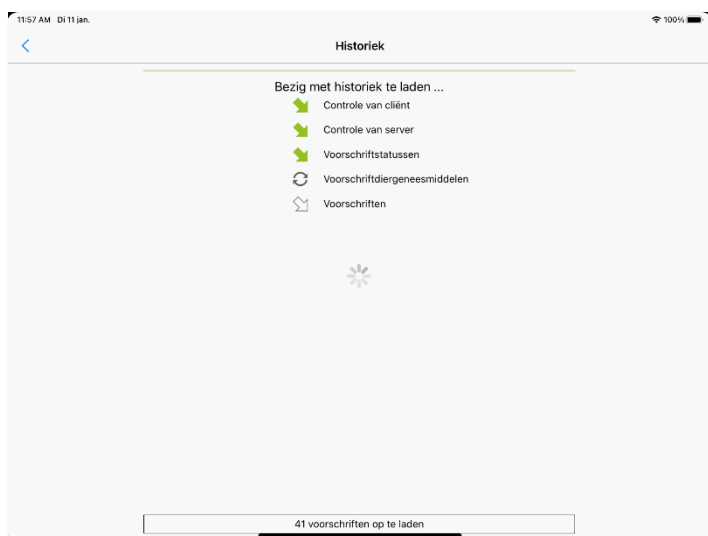 11:57 AM Di 11 jan.
100%
Historiek
Bezig met historiek te laden ...
Controle van cliënt
Controle van server
Voorschriftstatussen
Voorschriftdiergeneesmiddelen
Voorschriften
41 voorschriften op te laden